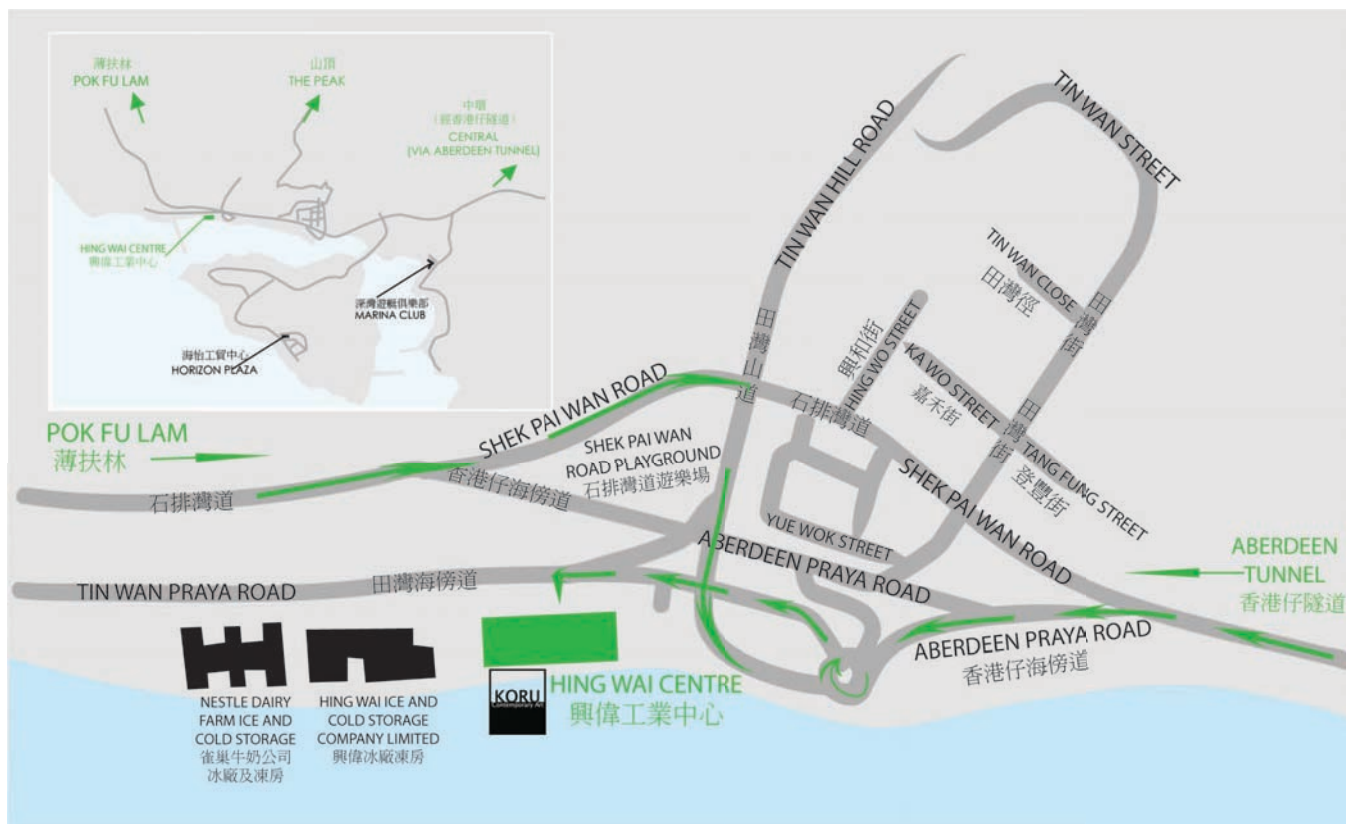 薄扶林
POK FU LAM
山頂
THE PEAK
中環
(經香港仔隧道)
CENTRAL
(VIA ABERDEEN TUNNEL)
HING WAI CENTRE
興偉工業中心
深灣遊艇俱樂部
MARINA CLUB
海怡工貿中心
HORIZON PLAZA
TIN WAN HILL ROAD
田灣山道
TIN WAN STREET
田灣街
TIN WAN CLOSE
田灣徑
HING WO STREET
興和街
KA WO STREET
嘉禾街
田灣街
TANG FUNG STREET
登豐街
POK FU LAM
薄扶林
SHEK PAI WAN ROAD
石排灣道
SHEK PAI WAN
ROAD PLAYGROUND
石排灣道遊樂場
香港仔海傍道
石排灣道
SHEK PAI WAN ROAD
YUE WOK STREET
ABERDEEN PRAYA ROAD
ABERDEEN
TUNNEL
香港仔隧道
TIN WAN PRAYA ROAD
田灣海傍道
ABERDEEN PRAYA ROAD
香港仔海傍道
NESTLE DAIRY
FARM ICE AND
COLD STORAGE
雀巢牛奶公司
冰廠及凍房
HING WAI ICE AND
COLD STORAGE
COMPANY LIMITED
興偉冰廠凍房
KORU
Contemporary Art
HING WAI CENTRE
興偉工業中心